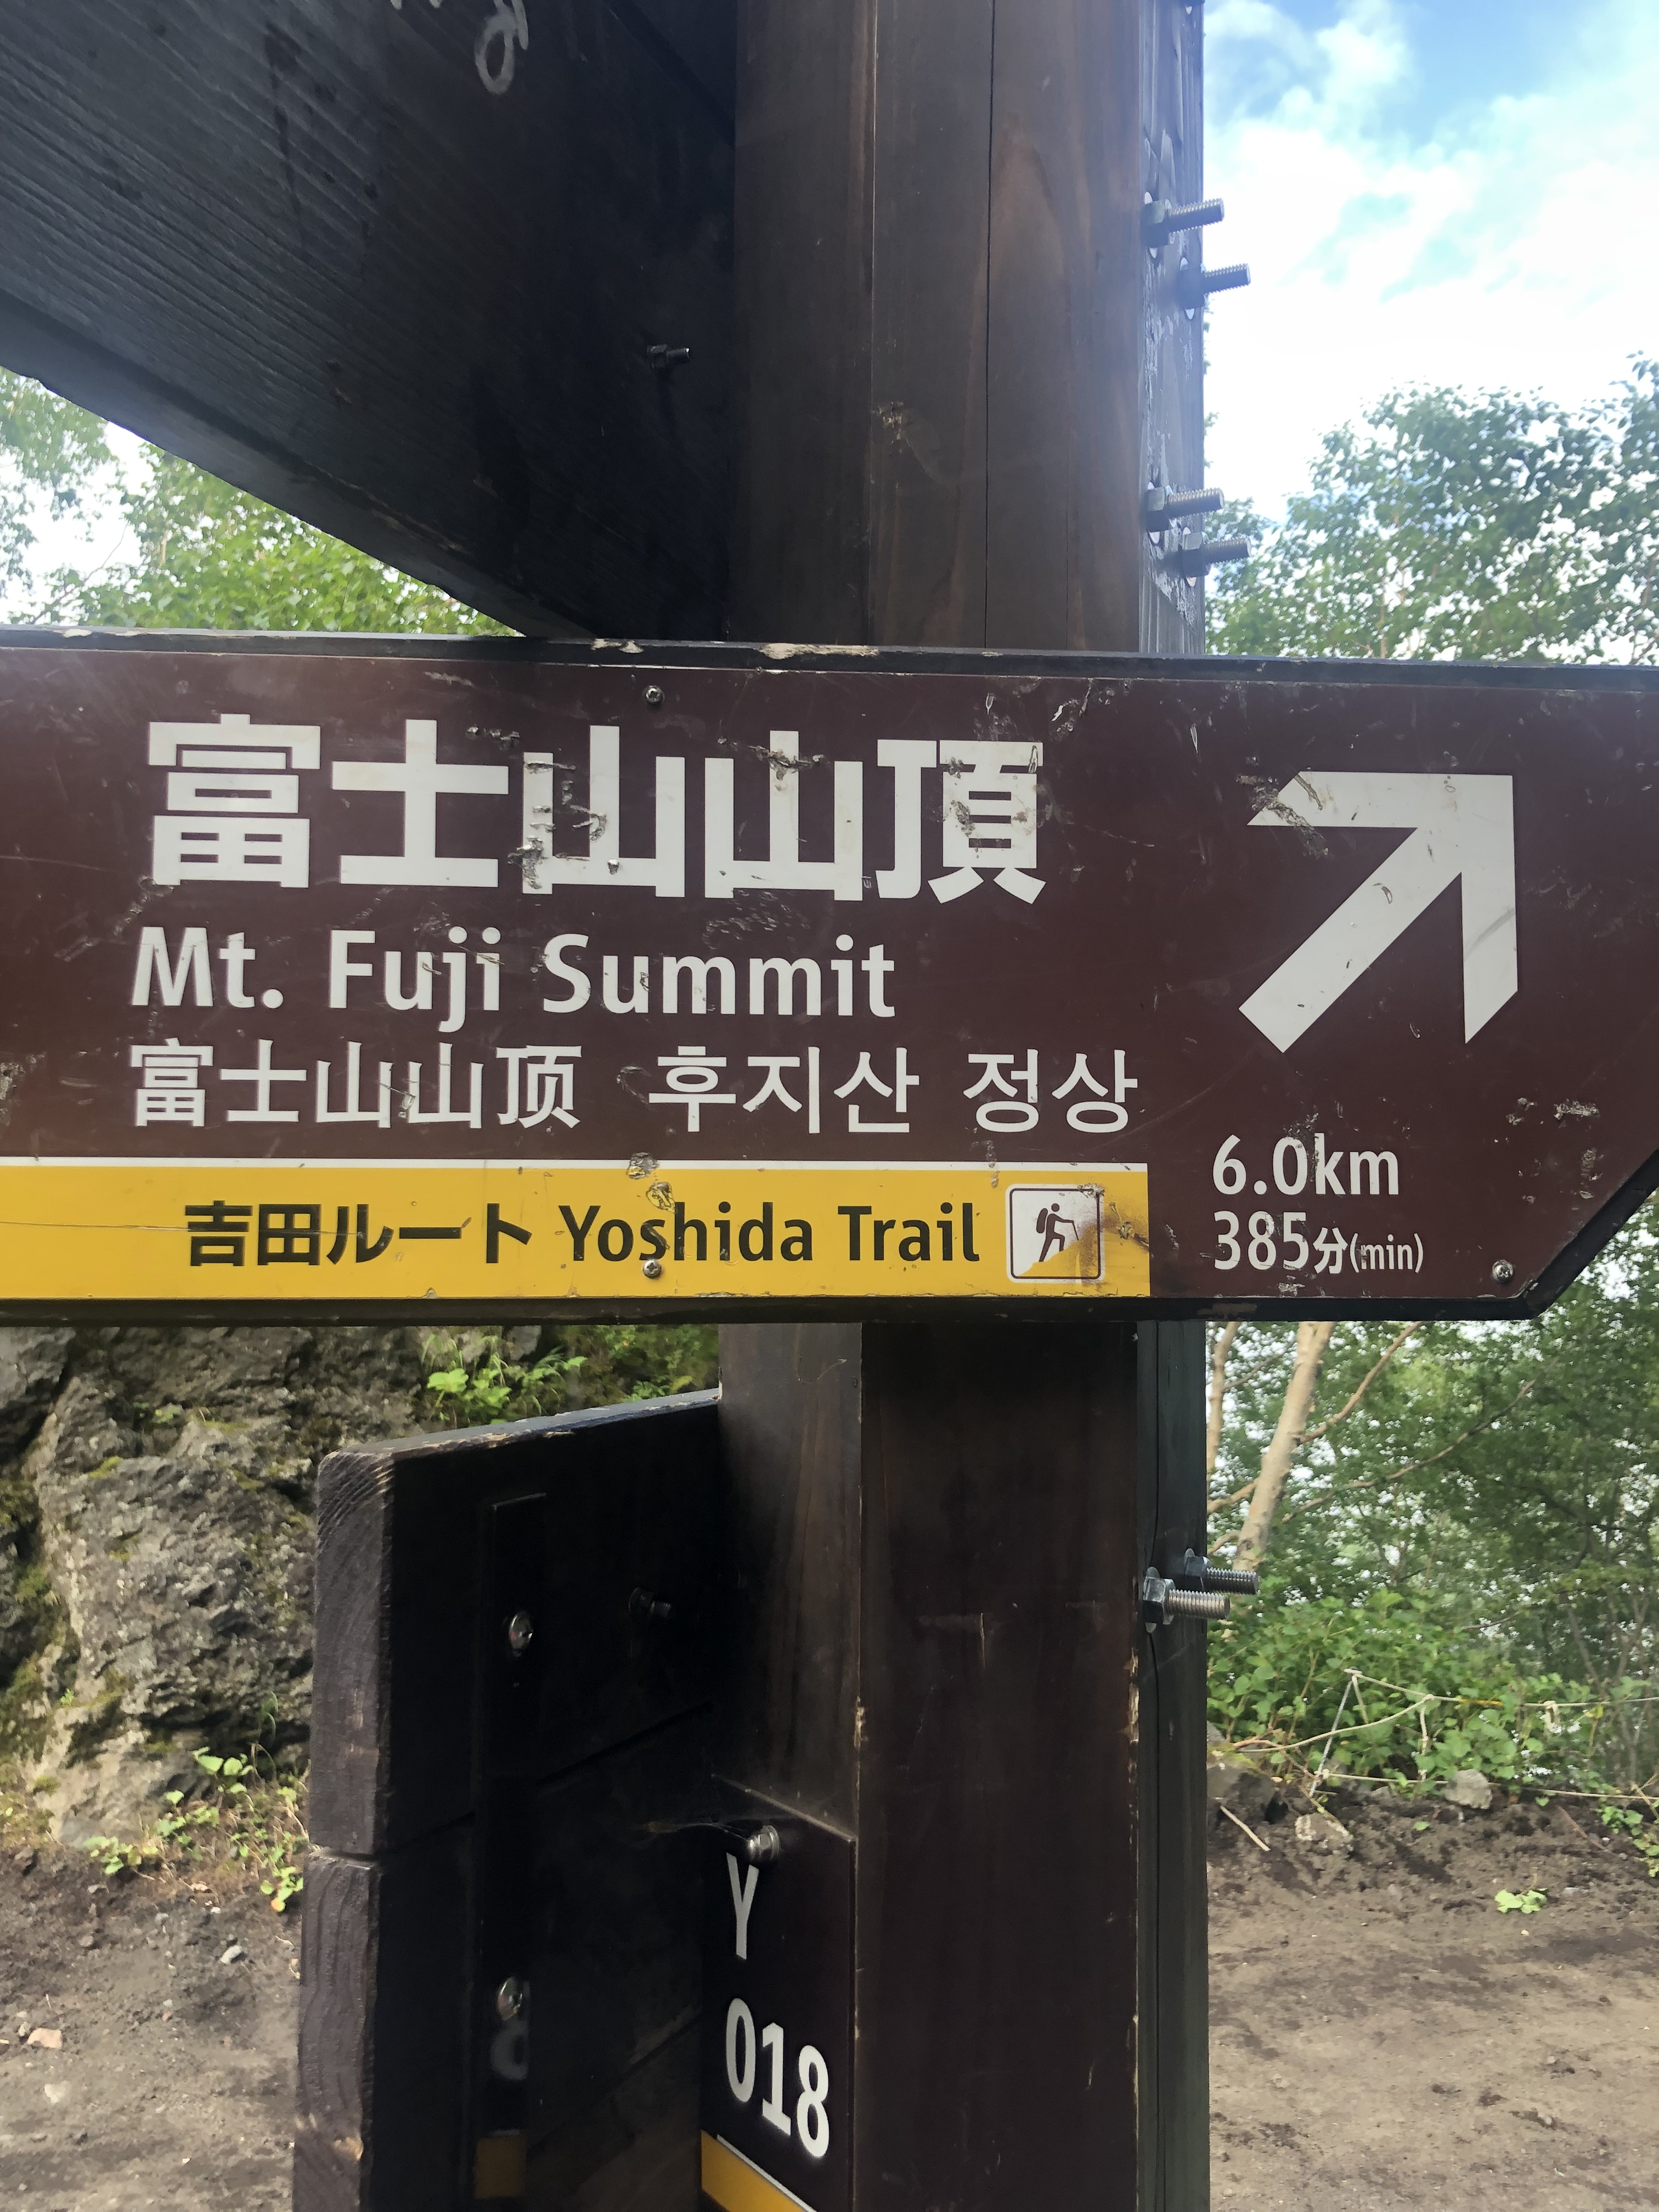 富士山山頂
Mt. Fuji Summit
富士山山顶 후지산 정상
6.0km
385分(min)
吉田ルート Yoshida Trail
Y
018